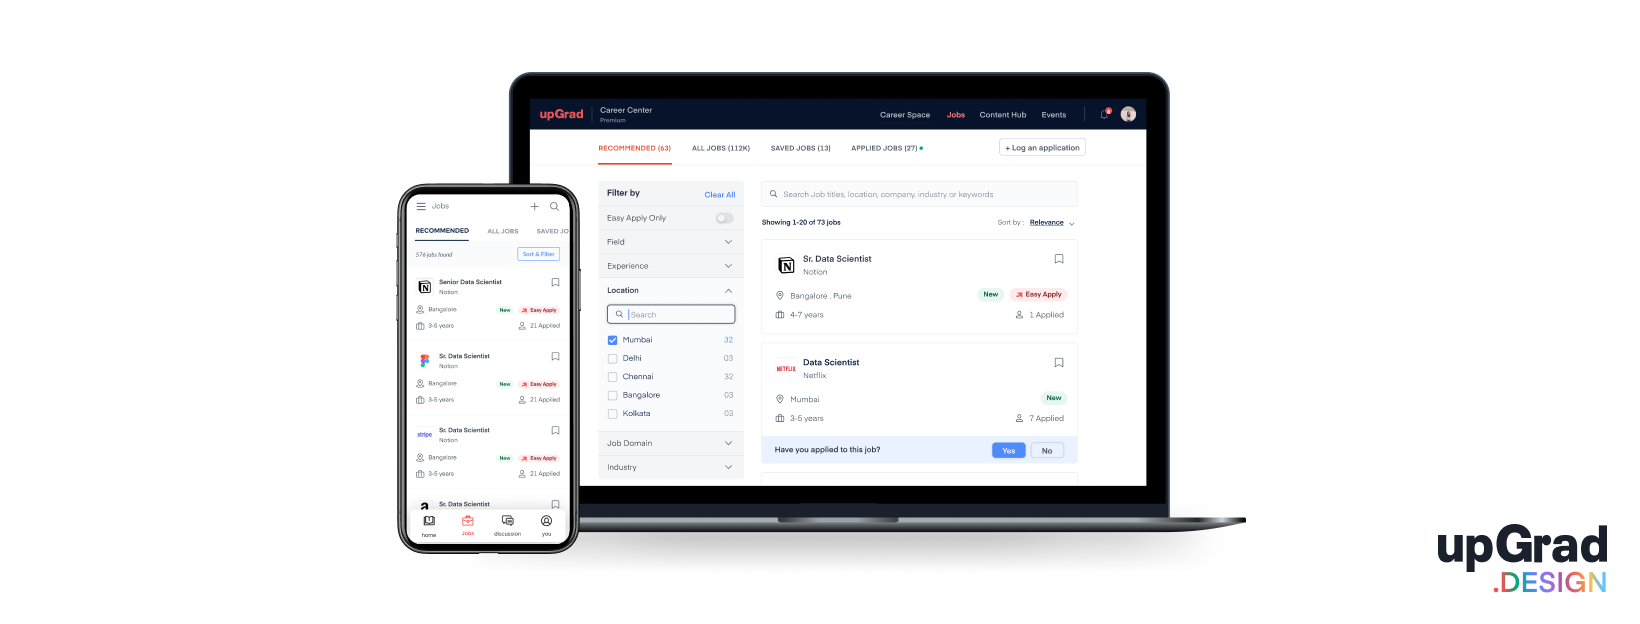 upGrad
Career Center
Premium
Career Space
Jobs
Content Hub
Events
RECOMMENDED (63)
ALL JOBS (112K)
SAVED JOBS (13)
APPLIED JOBS (27)
+ Log an application
Filter by
Clear All
Easy Apply Only
Field
Experience
Location
Search
Mumbai 32
Delhi 03
Chennai 32
Bangalore 03
Kolkata 03
Job Domain
Industry
Search Job titles, location, company, industry or keywords
Showing 1-20 of 73 jobs
Sort by : Relevance
Sr. Data Scientist
Notion
Bangalore . Pune
New
Easy Apply
4-7 years
1 Applied
NETFLIX
Data Scientist
Netflix
Mumbai
New
3-5 years
7 Applied
Have you applied to this job?
Yes
No
Jobs
RECOMMENDED
ALL JOBS
SAVED JO
576 jobs found
Sort & Filter
Senior Data Scientist
Notion
Bangalore
New
Easy Apply
3-5 years
21 Applied
Sr. Data Scientist
Notion
Bangalore
New
Easy Apply
3-5 years
21 Applied
stripe
Sr. Data Scientist
Notion
Bangalore
New
Easy Apply
3-5 years
21 Applied
a
Sr. Data Scientist
home
Jobs
discussion
you
upGrad
.DESIGN